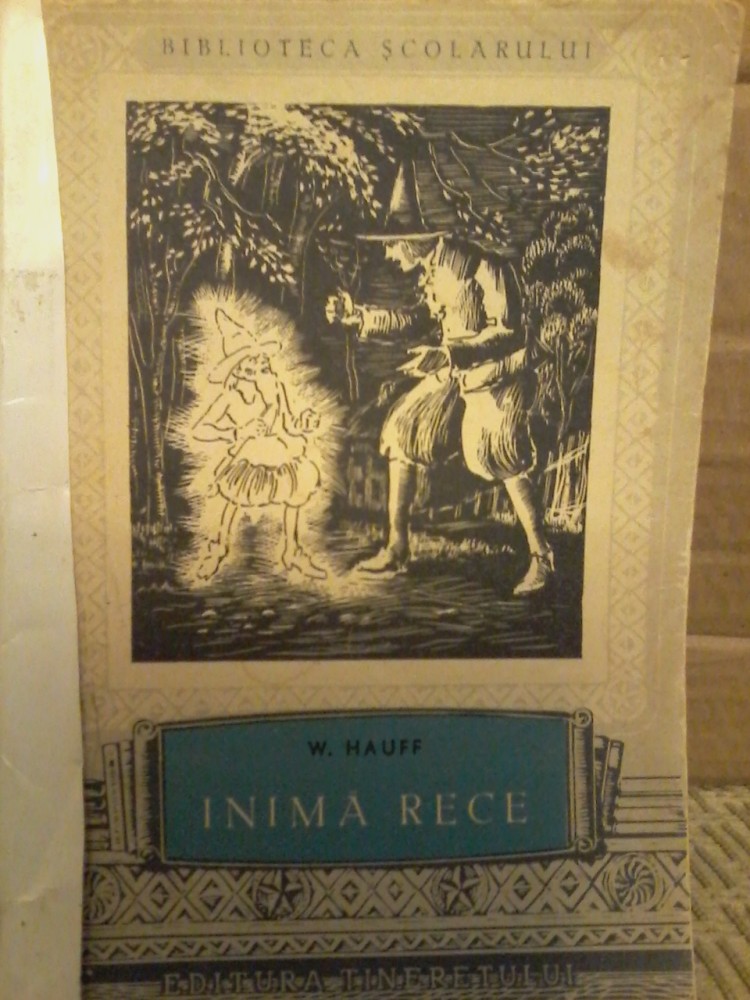 BIBLIOTECA ȘCOLARULUI
W. HAUFF
INIMĂ RECE
EDITURA TINERETULUI